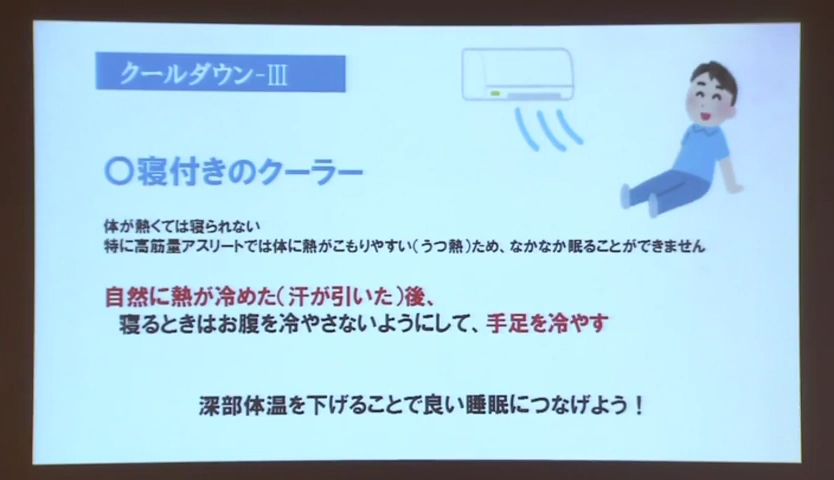 クールダウン-Ⅲ
〇寝付きのクーラー
体が熱くては寝られない
特に高筋量アスリートでは体に熱がこもりやすい(うつ熱)ため、なかなか眠ることができません
自然に熱が冷めた(汗が引いた)後、
寝るときはお腹を冷やさないようにして、手足を冷やす
深部体温を下げることで良い睡眠につなげよう！